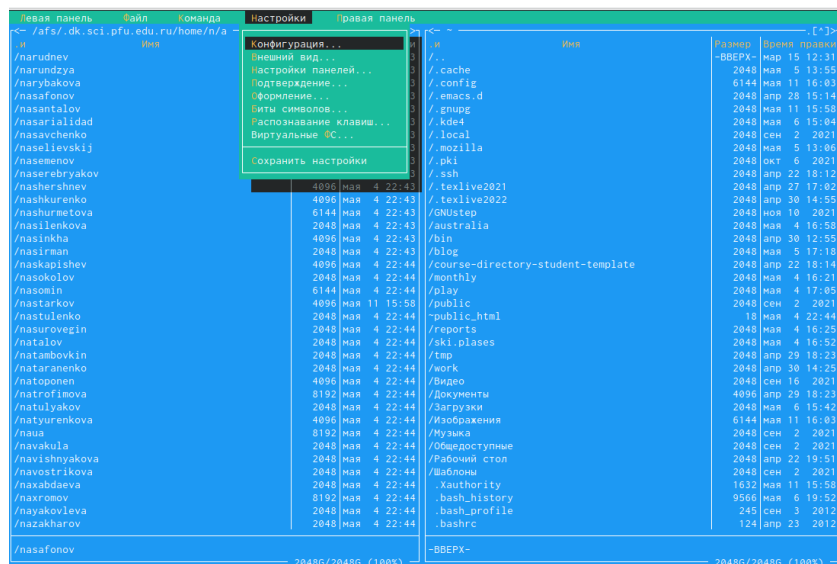 Левая панель Файл Команда Настройки Правая панель
<- /afs/.dk.sci.pfu.edu.ru/home/n/a
.и Имя
/narudnev
/narundzya
/narybakova
/nasafonov
/nasantalov
/nasarialidad
/nasavchenko
/naselievskij
/nasemenov
/naserebryakov
/nashershnev 4096 мая 4 22:43
/nashkurenko 4096 мая 4 22:43
/nashurmetova 6144 мая 4 22:43
/nasilenkova 2048 мая 4 22:43
/nasinkha 4096 мая 4 22:43
/nasirman 2048 мая 4 22:43
/naskapishev 4096 мая 4 22:44
/nasokolov 2048 мая 4 22:44
/nasomin 6144 мая 4 22:44
/nastarkov 4096 мая 11 15:58
/nastulenko 2048 мая 4 22:44
/nasurovegin 2048 мая 4 22:44
/natalov 2048 мая 4 22:44
/natambovkin 2048 мая 4 22:44
/nataranenko 2048 мая 4 22:44
/natoponen 4096 мая 4 22:44
/natrofimova 8192 мая 4 22:44
/natulyakov 2048 мая 4 22:44
/natyurenkova 4096 мая 4 22:44
/naua 8192 мая 4 22:44
/navakula 2048 мая 4 22:44
/navishnyakova 2048 мая 4 22:44
/navostrikova 2048 мая 4 22:44
/naxabdaeva 2048 мая 4 22:44
/naxromov 8192 мая 4 22:44
/nayakovleva 2048 мая 4 22:44
/nazakharov 2048 мая 4 22:44
/nasafonov
2048G/2048G (100%)
Конфигурация...
Внешний вид...
Настройки панелей...
Подтверждение...
Оформление...
Биты символов...
Распознавание клавиш...
Виртуальные ФС...
Сохранить настройки
<- ~ .[^]>
.и Имя Размер Время правки
/.. -ВВЕРХ- мар 15 12:31
/.cache 2048 мая 5 13:55
/.config 6144 мая 11 16:03
/.emacs.d 2048 апр 28 15:14
/.gnupg 2048 мая 11 15:58
/.kde4 2048 мая 6 15:04
/.local 2048 сен 2 2021
/.mozilla 2048 мая 5 13:06
/.pki 2048 окт 6 2021
/.ssh 2048 апр 22 18:12
/.texlive2021 2048 апр 27 17:02
/.texlive2022 2048 апр 30 14:55
/GNUstep 2048 ноя 10 2021
/australia 2048 мая 4 16:58
/bin 2048 апр 30 12:55
/blog 2048 мая 5 17:18
/course-directory-student-template 2048 апр 22 18:14
/monthly 2048 мая 4 16:21
/play 2048 мая 4 17:05
/public 2048 сен 2 2021
~public_html 18 мая 4 22:44
/reports 2048 мая 4 16:25
/ski.plases 2048 мая 4 16:52
/tmp 2048 апр 29 18:23
/work 2048 апр 30 14:25
/Видео 2048 сен 16 2021
/Документы 4096 апр 29 18:23
/Загрузки 2048 мая 6 15:42
/Изображения 6144 мая 11 16:03
/Музыка 2048 сен 2 2021
/Общедоступные 2048 сен 2 2021
/Рабочий стол 2048 апр 22 19:51
/Шаблоны 2048 сен 2 2021
.Xauthority 1632 мая 11 15:58
.bash_history 9566 мая 6 19:52
.bash_profile 245 сен 3 2012
.bashrc 124 апр 23 2012
-ВВЕРХ-
2048G/2048G (100%)